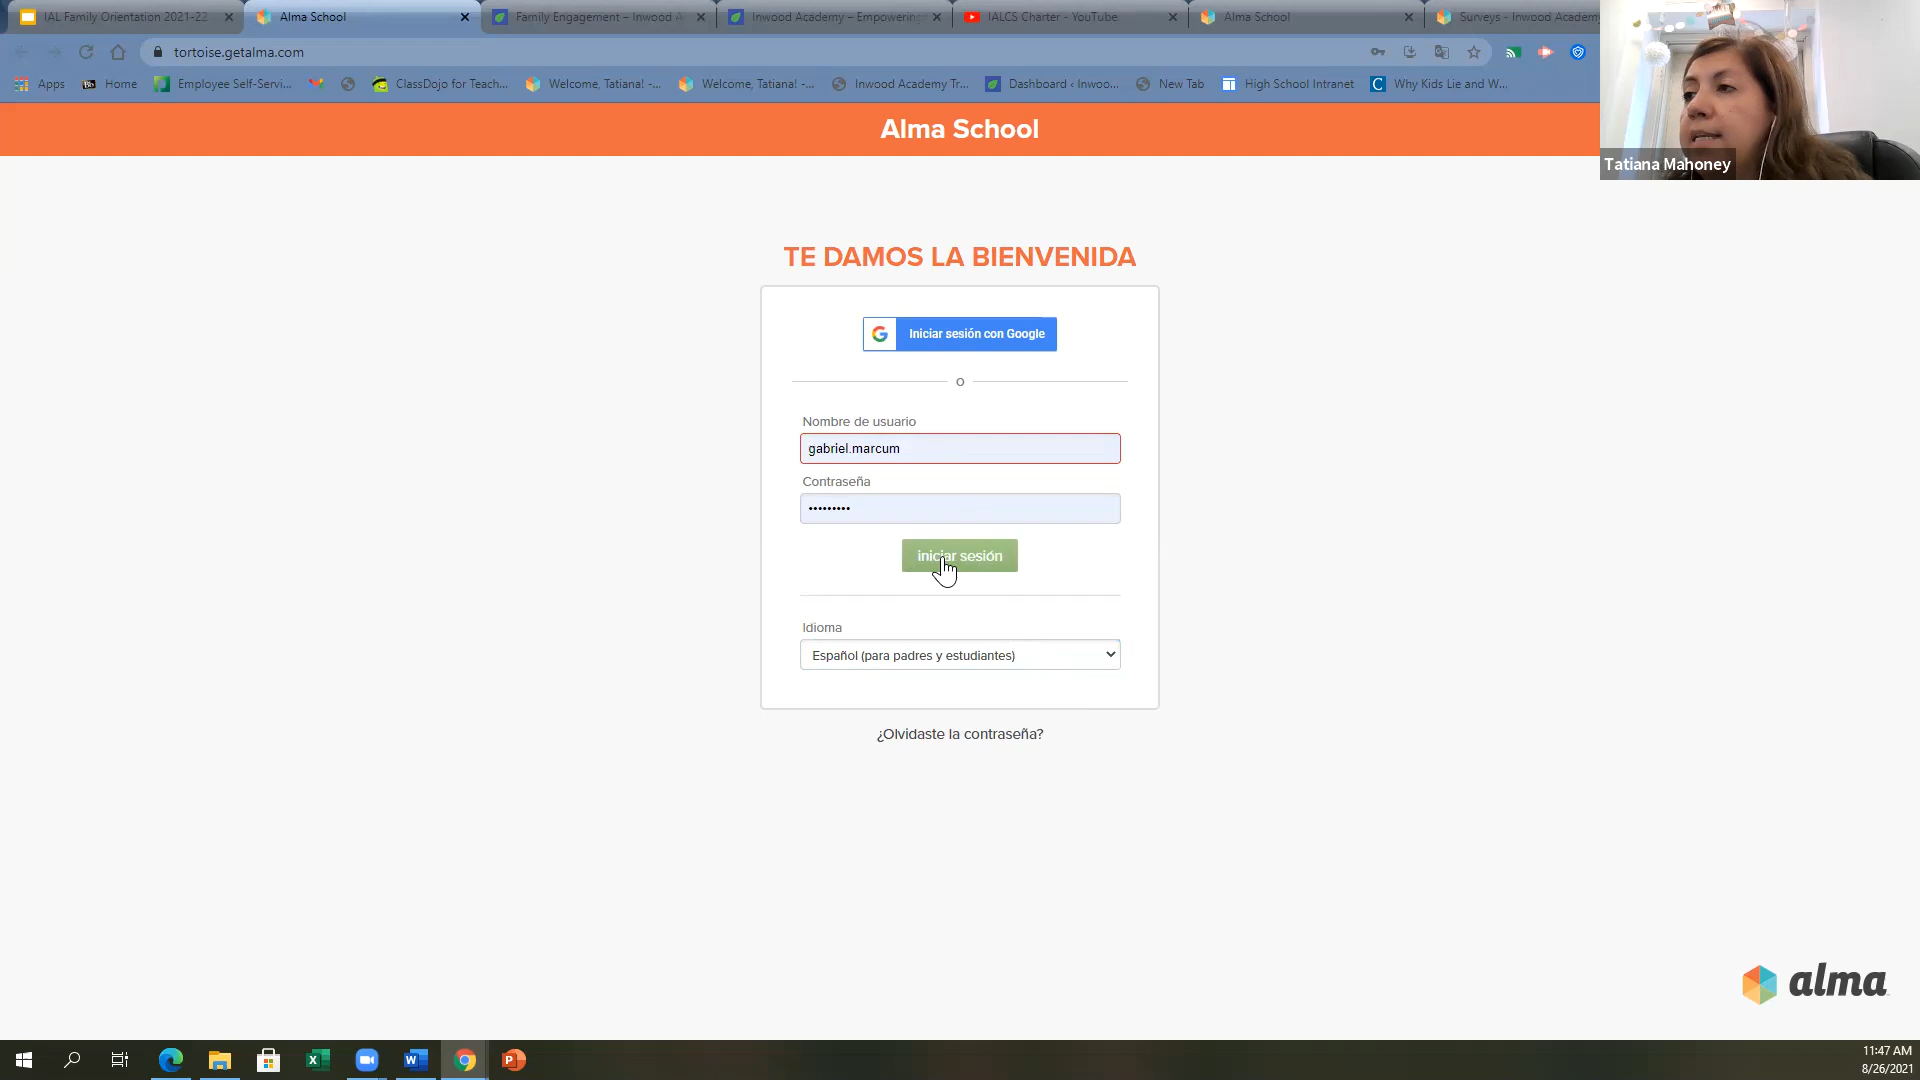 IAL Family Orientation 2021-22
Alma School
Family Engagement – Inwood A
Inwood Academy – Empowering
IALCS Charter - YouTube
Alma School
Surveys - Inwood Academy
tortoise.getalma.com
Apps
Home
Employee Self-Servi...
ClassDojo for Teach...
Welcome, Tatiana! -...
Welcome, Tatiana! -...
Inwood Academy Tr...
Dashboard ‹ Inwoo...
New Tab
High School Intranet
Why Kids Lie and W...
Alma School
Tatiana Mahoney
TE DAMOS LA BIENVENIDA
Iniciar sesión con Google
o
Nombre de usuario
gabriel.marcum
Contraseña
•••••••••
iniciar sesión
Idioma
Español (para padres y estudiantes)
¿Olvidaste la contraseña?
alma
11:47 AM
8/26/2021